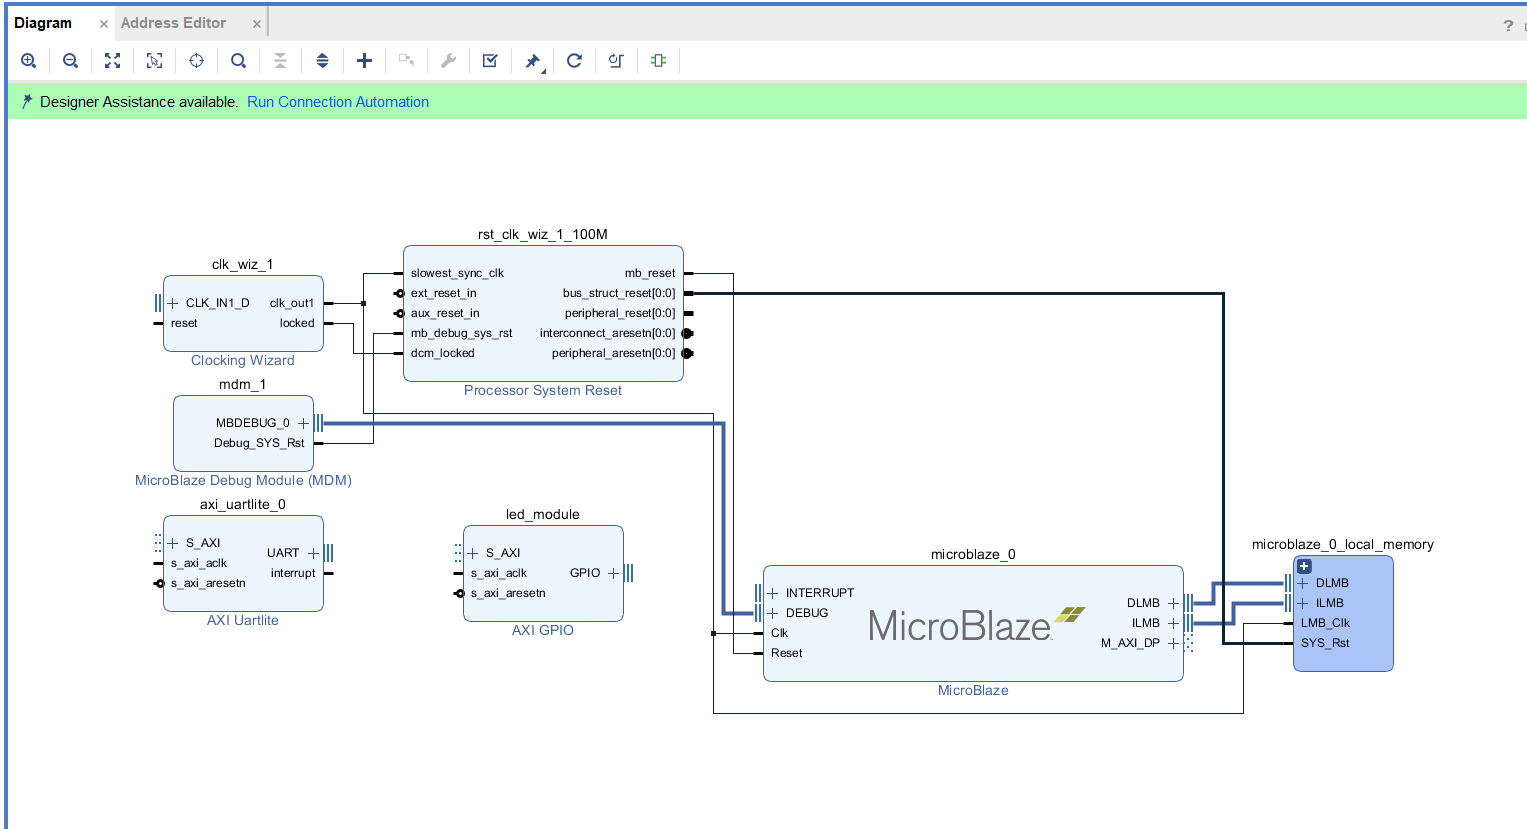 Diagram × Address Editor × ?
Designer Assistance available. Run Connection Automation
rst_clk_wiz_1_100M
slowest_sync_clk mb_reset
ext_reset_in bus_struct_reset[0:0]
aux_reset_in peripheral_reset[0:0]
mb_debug_sys_rst interconnect_aresetn[0:0]
dcm_locked peripheral_aresetn[0:0]
Processor System Reset
clk_wiz_1
CLK_IN1_D clk_out1
reset locked
Clocking Wizard
mdm_1
MBDEBUG_0
Debug_SYS_Rst
MicroBlaze Debug Module (MDM)
axi_uartlite_0
S_AXI UART
s_axi_aclk interrupt
s_axi_aresetn
AXI Uartlite
led_module
S_AXI
s_axi_aclk GPIO
s_axi_aresetn
AXI GPIO
microblaze_0
INTERRUPT
DEBUG DLMB
Clk ILMB
Reset M_AXI_DP
MicroBlaze
MicroBlaze
microblaze_0_local_memory
DLMB
ILMB
LMB_Clk
SYS_Rst